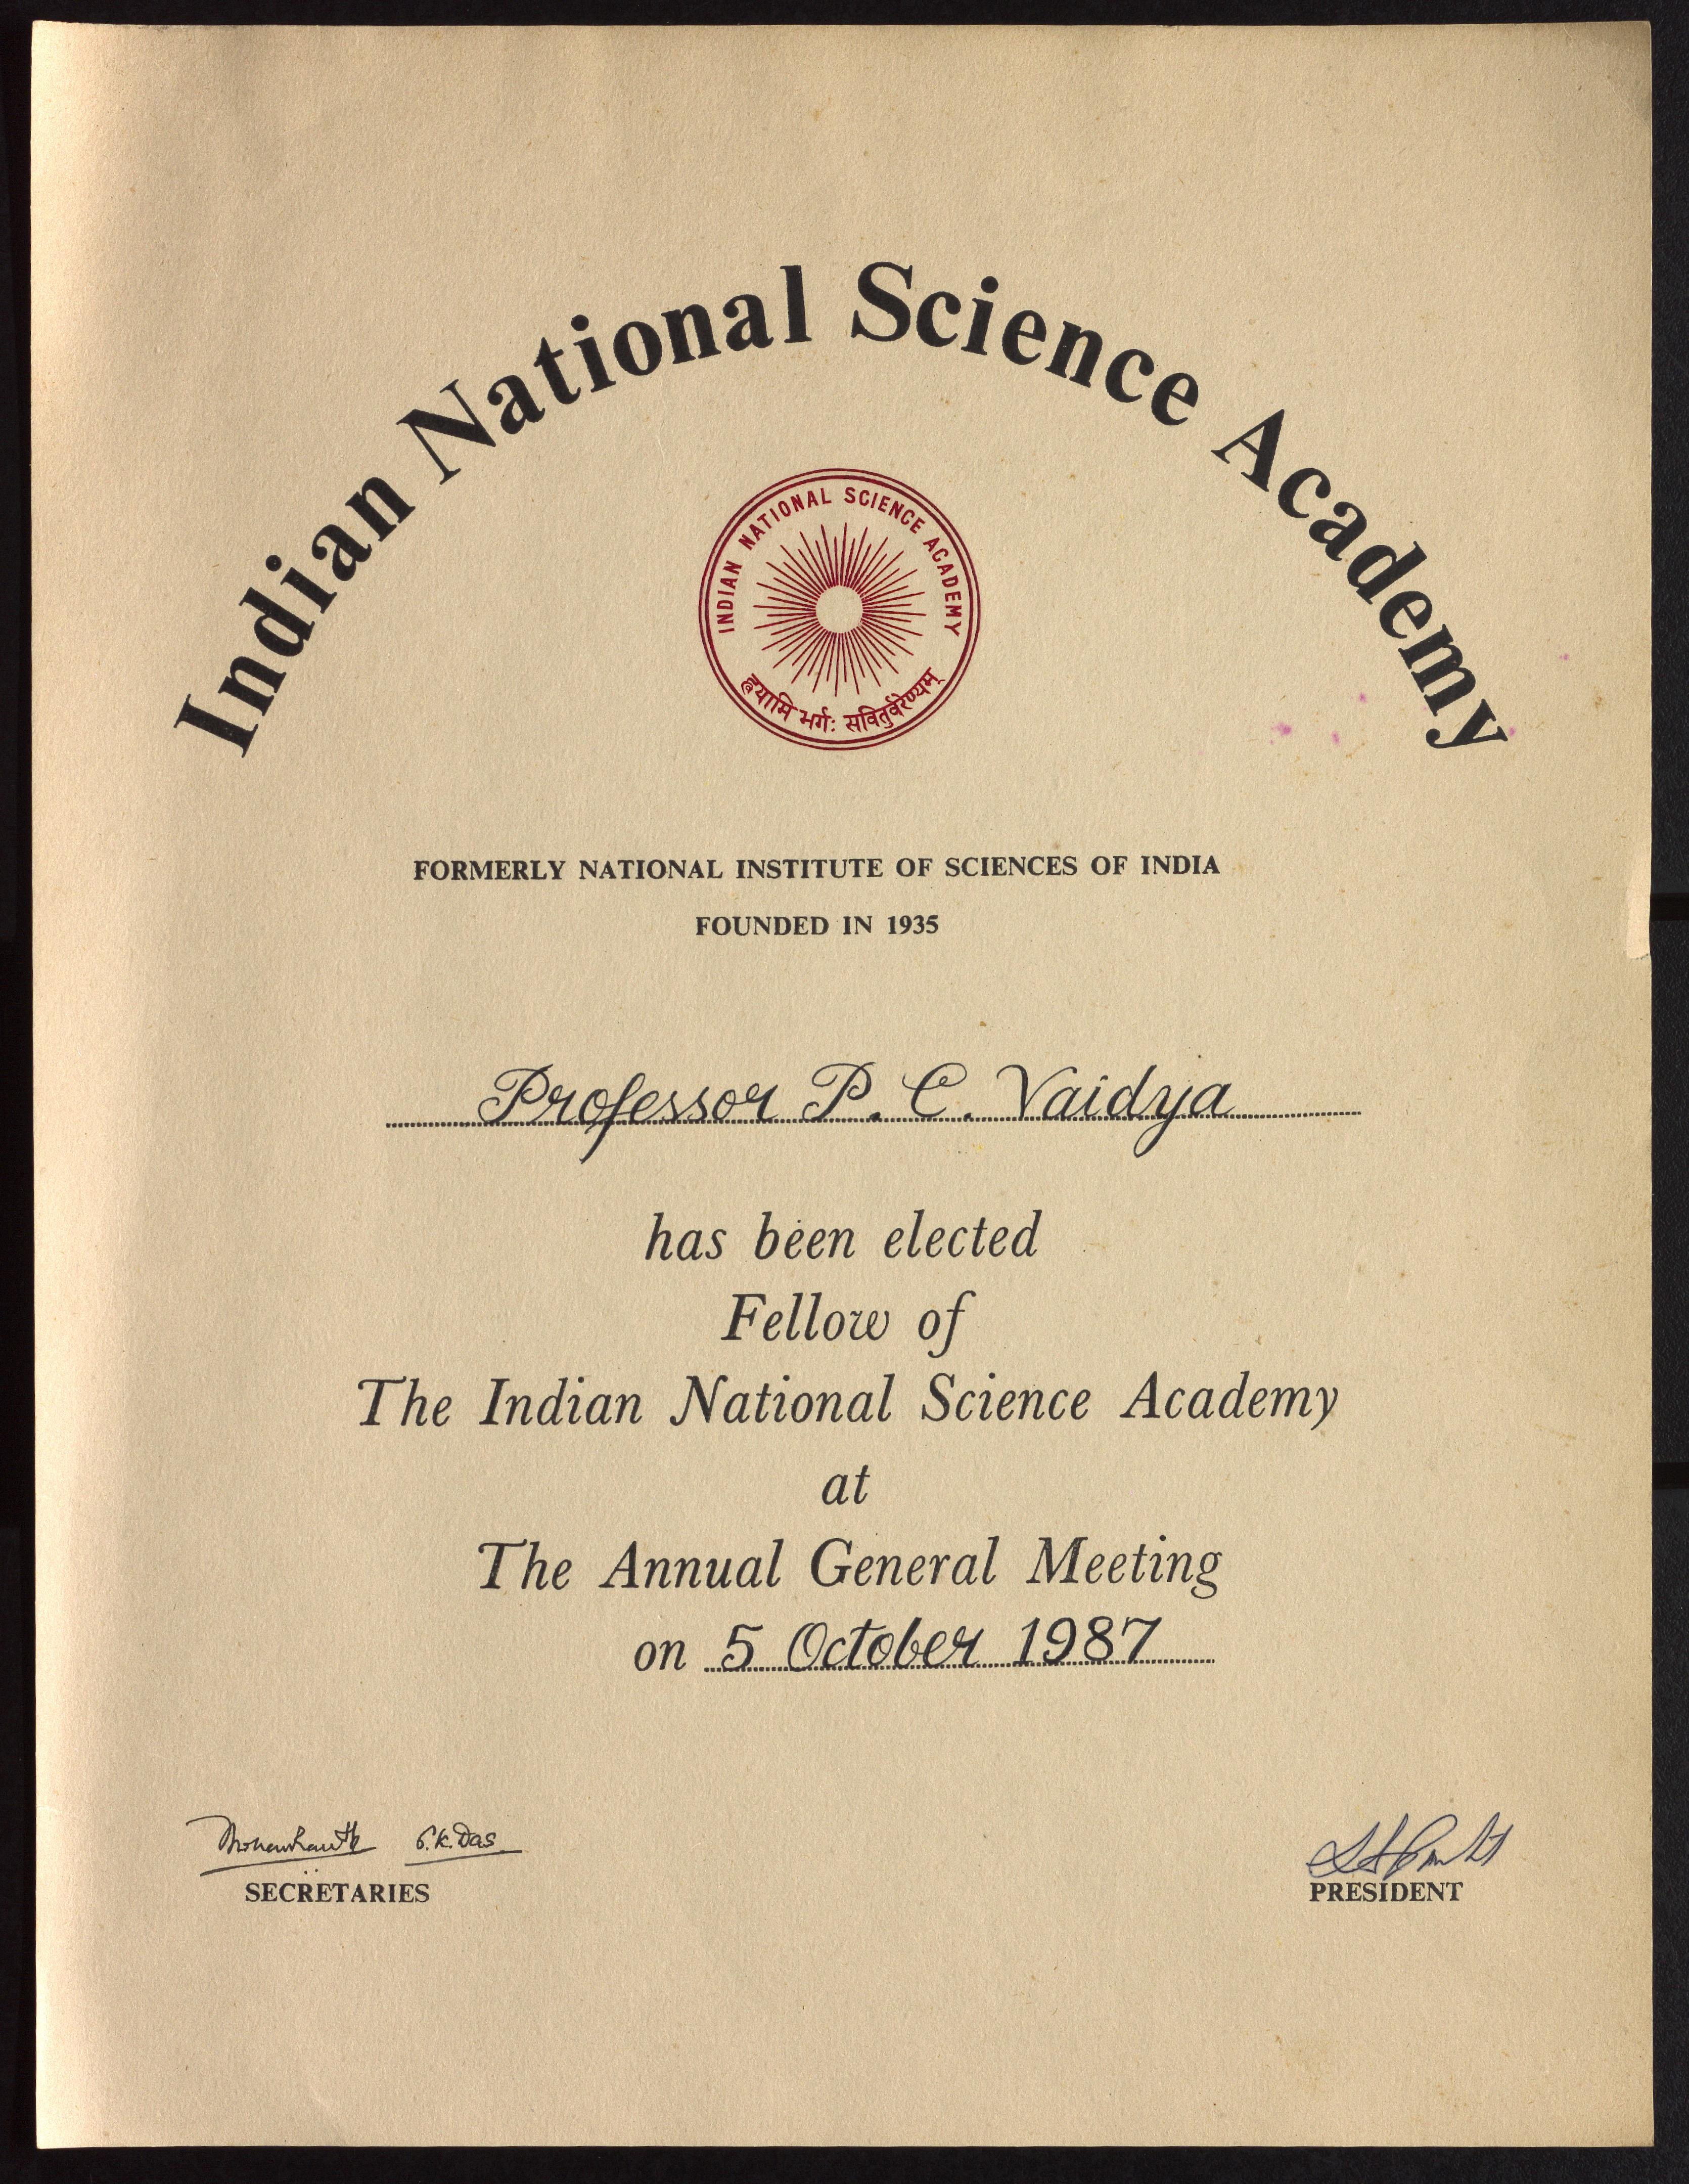 Indian National Science Academy
INDIAN NATIONAL SCIENCE ACADEMY
हयामि भर्गः सवितुर्वरेण्यम्
FORMERLY NATIONAL INSTITUTE OF SCIENCES OF INDIA
FOUNDED IN 1935
Professor P. C. Vaidya
has been elected
Fellow of
The Indian National Science Academy
at
The Annual General Meeting
on 5 October 1987
S.K. Das
SECRETARIES
PRESIDENT